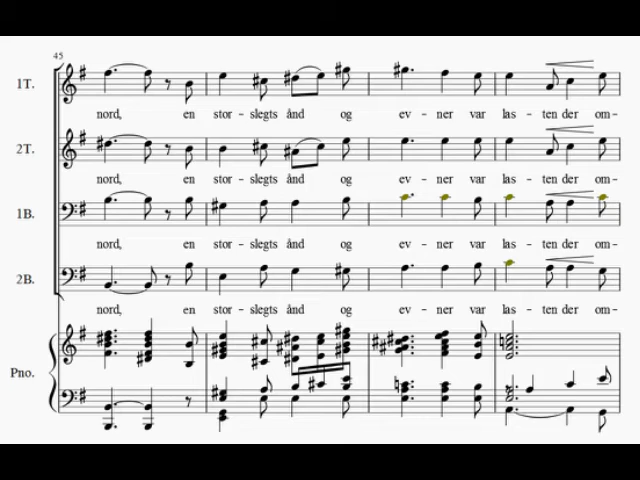 45
1T.
nord, en stor - slegts ånd og ev - ner var las - ten der om-
2T.
nord, en stor - slegts ånd og ev - ner var las - ten der om-
1B.
nord, en stor - slegts ånd og ev - ner var las - ten der om-
2B.
nord, en stor - slegts ånd og ev - ner var las - ten der om-
Pno.